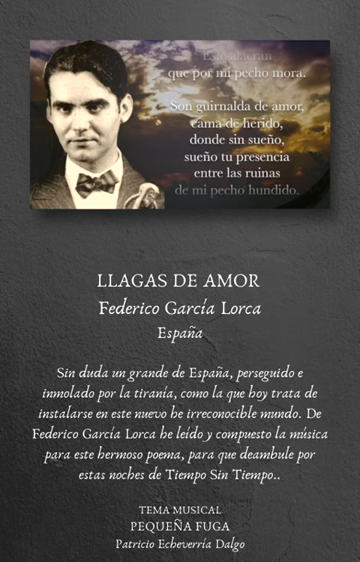 Este alacrán
que por mi pecho mora.
Son guirnalda de amor,
cama de herido,
donde sin sueño,
sueño tu presencia
entre las ruinas
de mi pecho hundido.
LLAGAS DE AMOR
Federico García Lorca
España
Sin duda un grande de España, perseguido e
inmolado por la tiranía, como la que hoy trata de
instalarse en este nuevo he irreconocible mundo. De
Federico García Lorca he leído y compuesto la música
para este hermoso poema, para que deambule por
estas noches de Tiempo Sin Tiempo..
TEMA MUSICAL
PEQUEÑA FUGA
Patricio Echeverría Dalgo